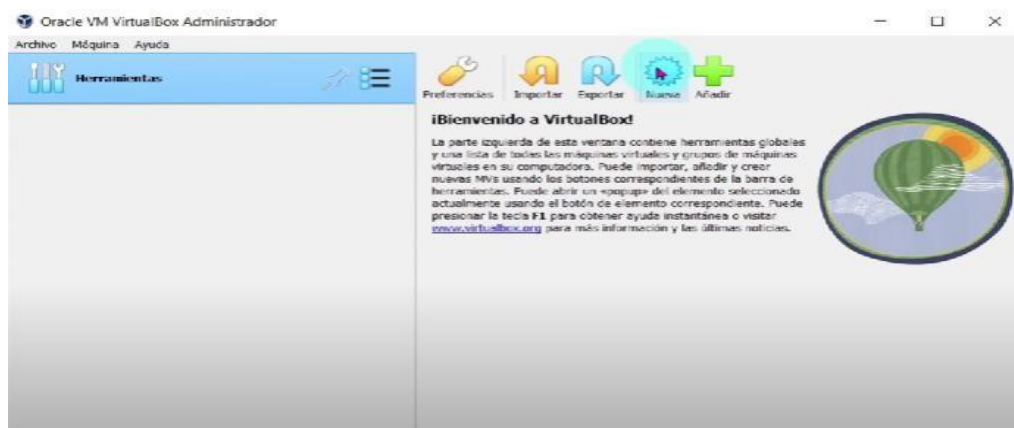 Oracle VM VirtualBox Administrador
Archivo Máquina Ayuda
Herramientas
Preferencias Importar Exportar Nueva Añadir
¡Bienvenido a VirtualBox!
La parte izquierda de esta ventana contiene herramientas globales
y una lista de todas las máquinas virtuales y grupos de máquinas
virtuales en su computadora. Puede importar, añadir y crear
nuevas MVs usando los botones correspondientes de la barra de
herramientas. Puede abrir un «popup» del elemento seleccionado
actualmente usando el botón de elemento correspondiente. Puede
presionar la tecla F1 para obtener ayuda instantánea o visitar
www.virtualbox.org para más información y las últimas noticias.